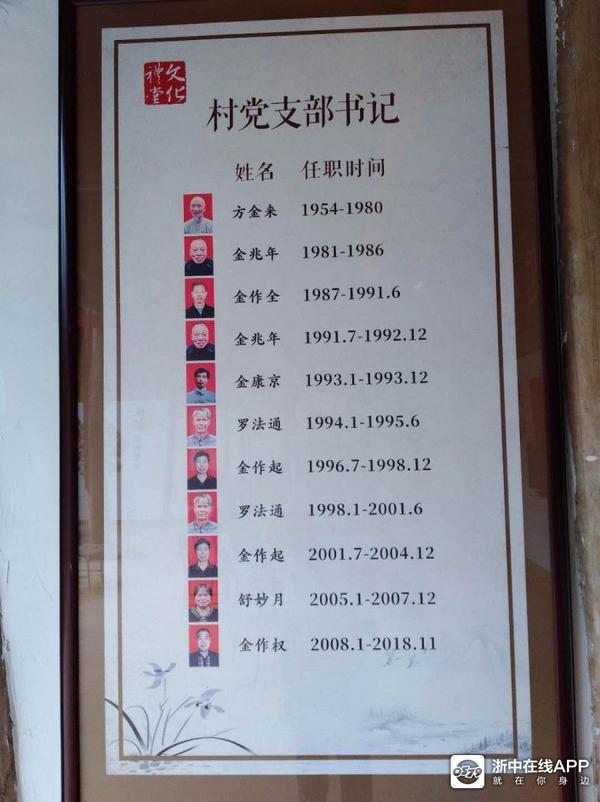 文化
禮堂
村党支部书记
姓名 任职时间
方金来 1954-1980
金兆年 1981-1986
金作全 1987-1991.6
金兆年 1991.7-1992.12
金康京 1993.1-1993.12
罗法通 1994.1-1995.6
金作起 1996.7-1998.12
罗法通 1998.1-2001.6
金作起 2001.7-2004.12
舒妙月 2005.1-2007.12
金作权 2008.1-2018.11
浙中在线APP
就在你身边